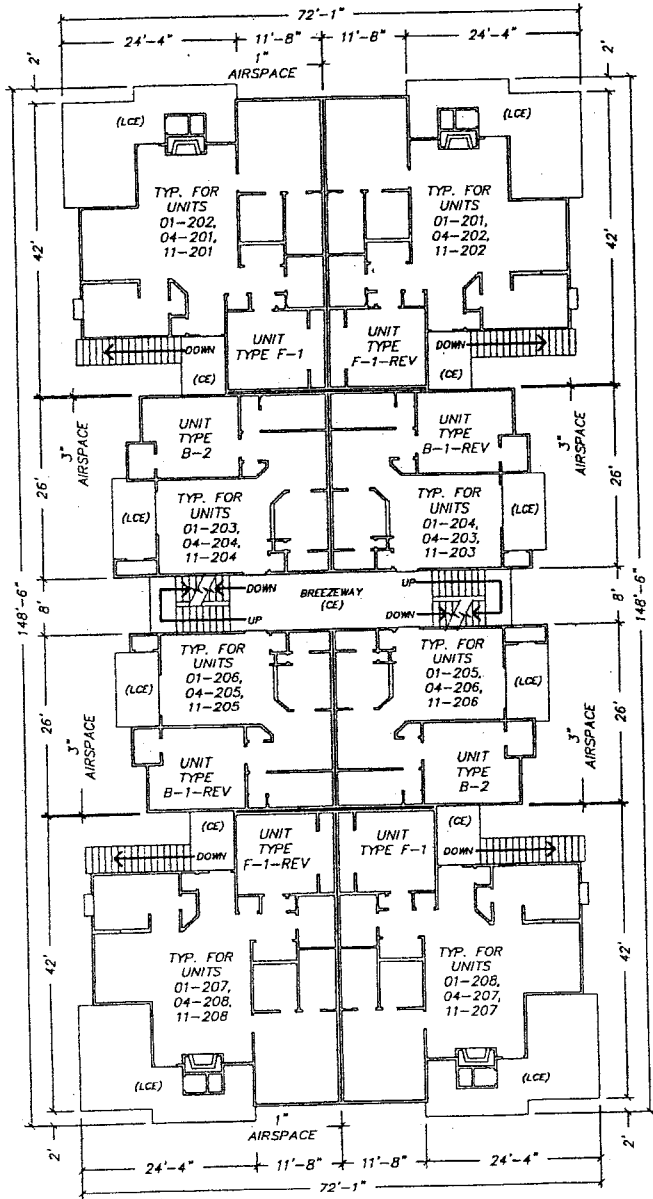 72'-1"
24'-4" 11'-8" 11'-8" 24'-4"
1"
AIRSPACE
2'
2'
(LCE)
(LCE)
TYP. FOR
UNITS
01-202,
04-201,
11-201
TYP. FOR
UNITS
01-201,
04-202,
11-202
42'
42'
UNIT
TYPE F-1
UNIT
TYPE
F-1-REV
DOWN
DOWN
(CE)
(CE)
3"
AIRSPACE
3"
AIRSPACE
UNIT
TYPE
B-2
UNIT
TYPE
B-1-REV
26'
26'
(LCE)
TYP. FOR
UNITS
01-203,
04-204,
11-204
TYP. FOR
UNITS
01-204,
04-203,
11-203
(LCE)
148'-6"
148'-6"
8'
8'
DOWN
UP
BREEZEWAY
(CE)
UP
DOWN
(LCE)
TYP. FOR
UNITS
01-206,
04-205,
11-205
TYP. FOR
UNITS
01-205,
04-206,
11-206
(LCE)
26'
26'
3"
AIRSPACE
3"
AIRSPACE
UNIT
TYPE
B-1-REV
UNIT
TYPE
B-2
(CE)
(CE)
UNIT
TYPE
F-1-REV
UNIT
TYPE F-1
DOWN
DOWN
42'
42'
TYP. FOR
UNITS
01-207,
04-208,
11-208
TYP. FOR
UNITS
01-208,
04-207,
11-207
(LCE)
(LCE)
1"
AIRSPACE
2'
2'
24'-4" 11'-8" 11'-8" 24'-4"
72'-1"